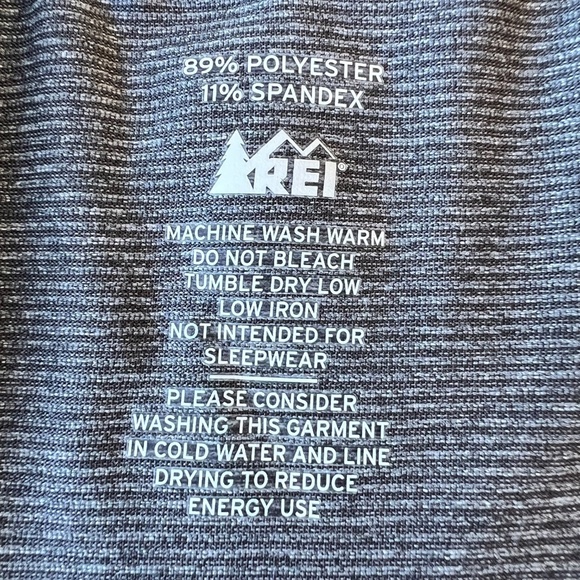 89% POLYESTER
11% SPANDEX
REI®
MACHINE WASH WARM
DO NOT BLEACH
TUMBLE DRY LOW
LOW IRON
NOT INTENDED FOR
SLEEPWEAR
PLEASE CONSIDER
WASHING THIS GARMENT
IN COLD WATER AND LINE
DRYING TO REDUCE
ENERGY USE